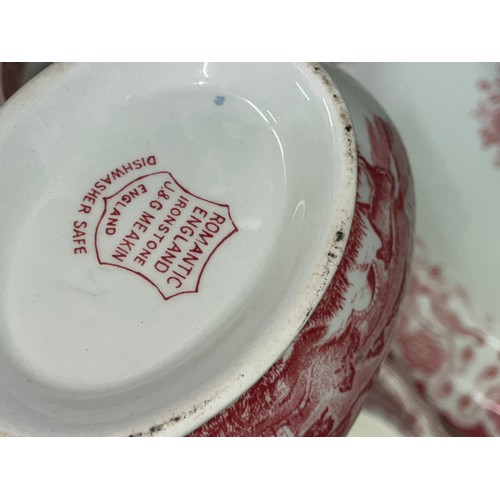 ROMANTIC
ENGLAND
IRONSTONE
J.&G MEAKIN
ENGLAND
DISHWASHER SAFE